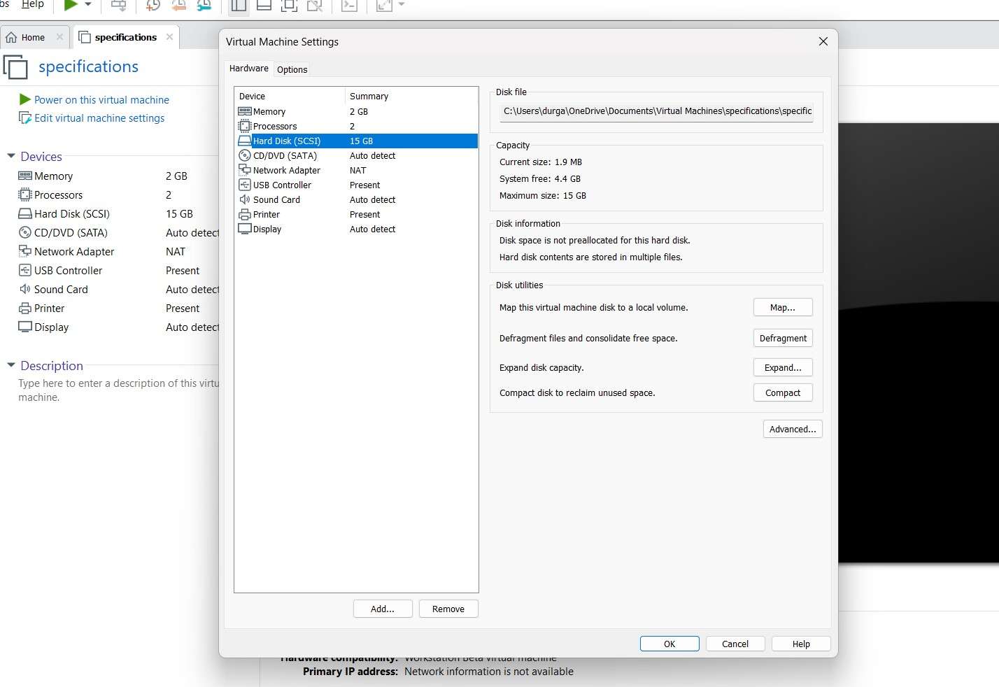 bs Help
Home
specifications
specifications
Power on this virtual machine
Edit virtual machine settings
Devices
Memory 2 GB
Processors 2
Hard Disk (SCSI) 15 GB
CD/DVD (SATA) Auto detect
Network Adapter NAT
USB Controller Present
Sound Card Auto detect
Printer Present
Display Auto detect
Description
Type here to enter a description of this virtu
machine.
Virtual Machine Settings
Hardware Options
Device Summary
Memory 2 GB
Processors 2
Hard Disk (SCSI) 15 GB
CD/DVD (SATA) Auto detect
Network Adapter NAT
USB Controller Present
Sound Card Auto detect
Printer Present
Display Auto detect
Add... Remove
Disk file
C:\Users\durga\OneDrive\Documents\Virtual Machines\specifications\specific
Capacity
Current size: 1.9 MB
System free: 4.4 GB
Maximum size: 15 GB
Disk information
Disk space is not preallocated for this hard disk.
Hard disk contents are stored in multiple files.
Disk utilities
Map this virtual machine disk to a local volume. Map...
Defragment files and consolidate free space. Defragment
Expand disk capacity. Expand...
Compact disk to reclaim unused space. Compact
Advanced...
OK Cancel Help
Hardware compatibility: Workstation Beta virtual machine
Primary IP address: Network information is not available